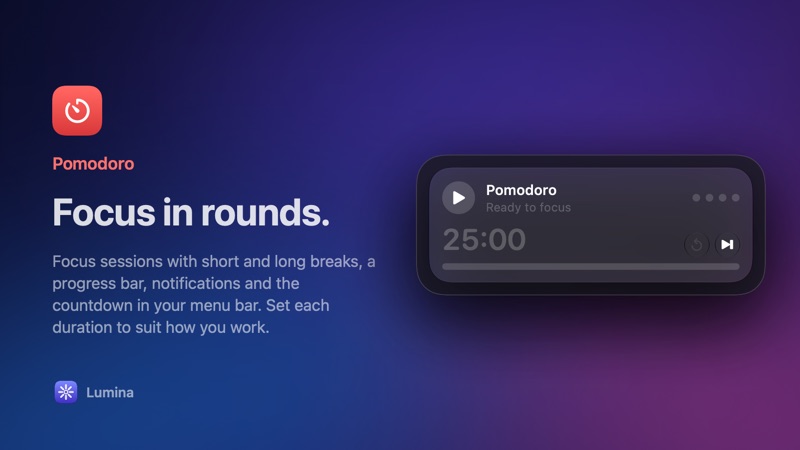 Pomodoro
Focus in rounds.
Focus sessions with short and long breaks, a
progress bar, notifications and the
countdown in your menu bar. Set each
duration to suit how you work.
Lumina
Pomodoro
Ready to focus
25:00